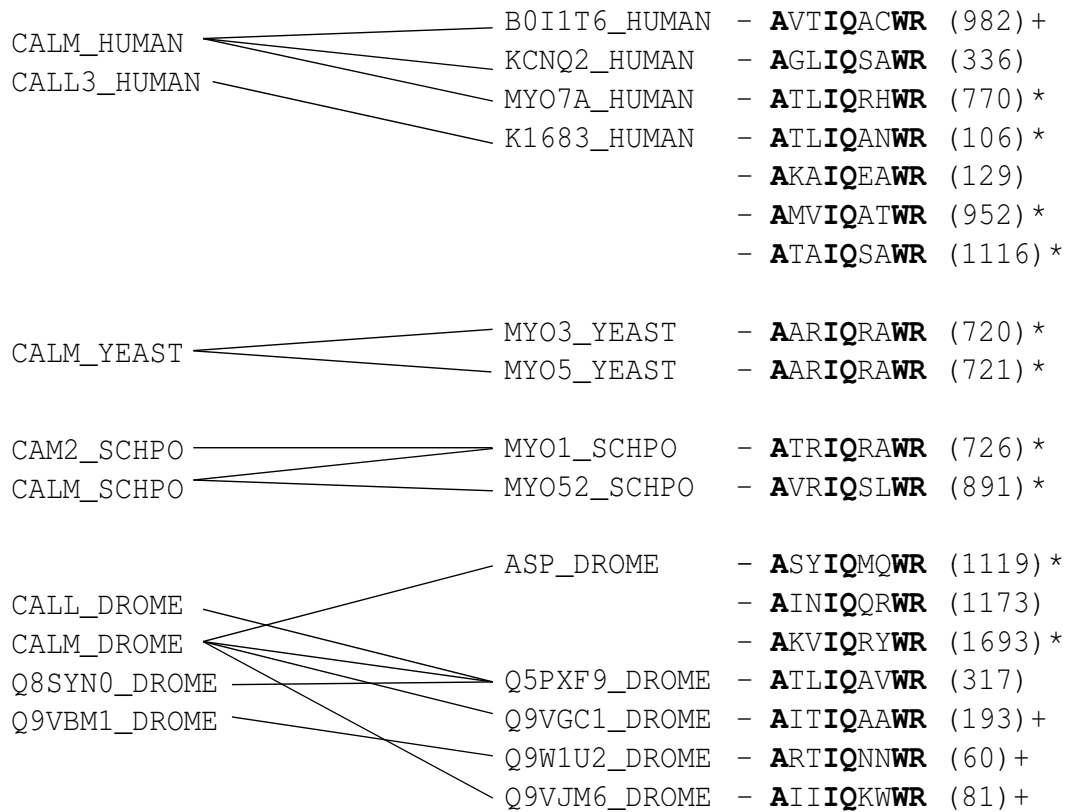 CALM_HUMAN
CALL3_HUMAN
B0I1T6_HUMAN – AVTIQACWR (982)+
KCNQ2_HUMAN – AGLIQSAWR (336)
MYO7A_HUMAN – ATLIQRHWR (770)*
K1683_HUMAN – ATLIQANWR (106)*
– AKAIQEAWR (129)
– AMVIQATWR (952)*
– ATAIQSAWR (1116)*
CALM_YEAST
MYO3_YEAST – AARIQRAWR (720)*
MYO5_YEAST – AARIQRAWR (721)*
CAM2_SCHPO
CALM_SCHPO
MYO1_SCHPO – ATRIQRAWR (726)*
MYO52_SCHPO – AVRIQSLWR (891)*
CALL_DROME
CALM_DROME
Q8SYN0_DROME
Q9VBM1_DROME
ASP_DROME – ASYIQMQWR (1119)*
– AINIQQRWR (1173)
– AKVIQRYWR (1693)*
Q5PXF9_DROME – ATLIQAVWR (317)
Q9VGC1_DROME – AITIQAAWR (193)+
Q9W1U2_DROME – ARTIQNNWR (60)+
Q9VJM6_DROME – AIIIQKWWR (81)+